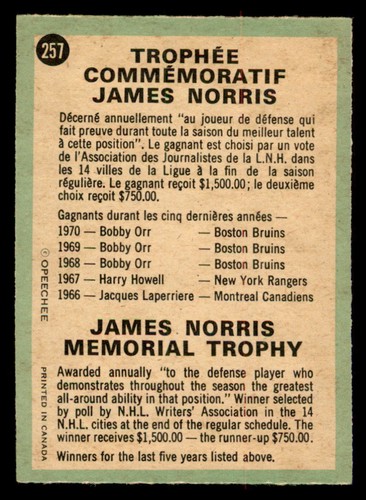 257
TROPHÉE
COMMÉMORATIF
JAMES NORRIS
Décerné annuellement "au joueur de défense qui
fait preuve durant toute la saison du meilleur talent
à cette position". Le gagnant est choisi par un vote
de l'Association des Journalistes de la L.N.H. dans
les 14 villes de la Ligue à la fin de la saison
régulière. Le gagnant reçoit $1,500.00; le deuxième
choix reçoit $750.00.
Gagnants durant les cinq dernières années —
1970 — Bobby Orr — Boston Bruins
1969 — Bobby Orr — Boston Bruins
1968 — Bobby Orr — Boston Bruins
1967 — Harry Howell — New York Rangers
1966 — Jacques Laperriere — Montreal Canadiens
JAMES NORRIS
MEMORIAL TROPHY
Awarded annually "to the defense player who
demonstrates throughout the season the greatest
all-around ability in that position." Winner selected
by poll by N.H.L. Writers' Association in the 14
N.H.L. cities at the end of the regular schedule. The
winner receives $1,500.00 — the runner-up $750.00.
Winners for the last five years listed above.
© OPEECHEE
PRINTED IN CANADA